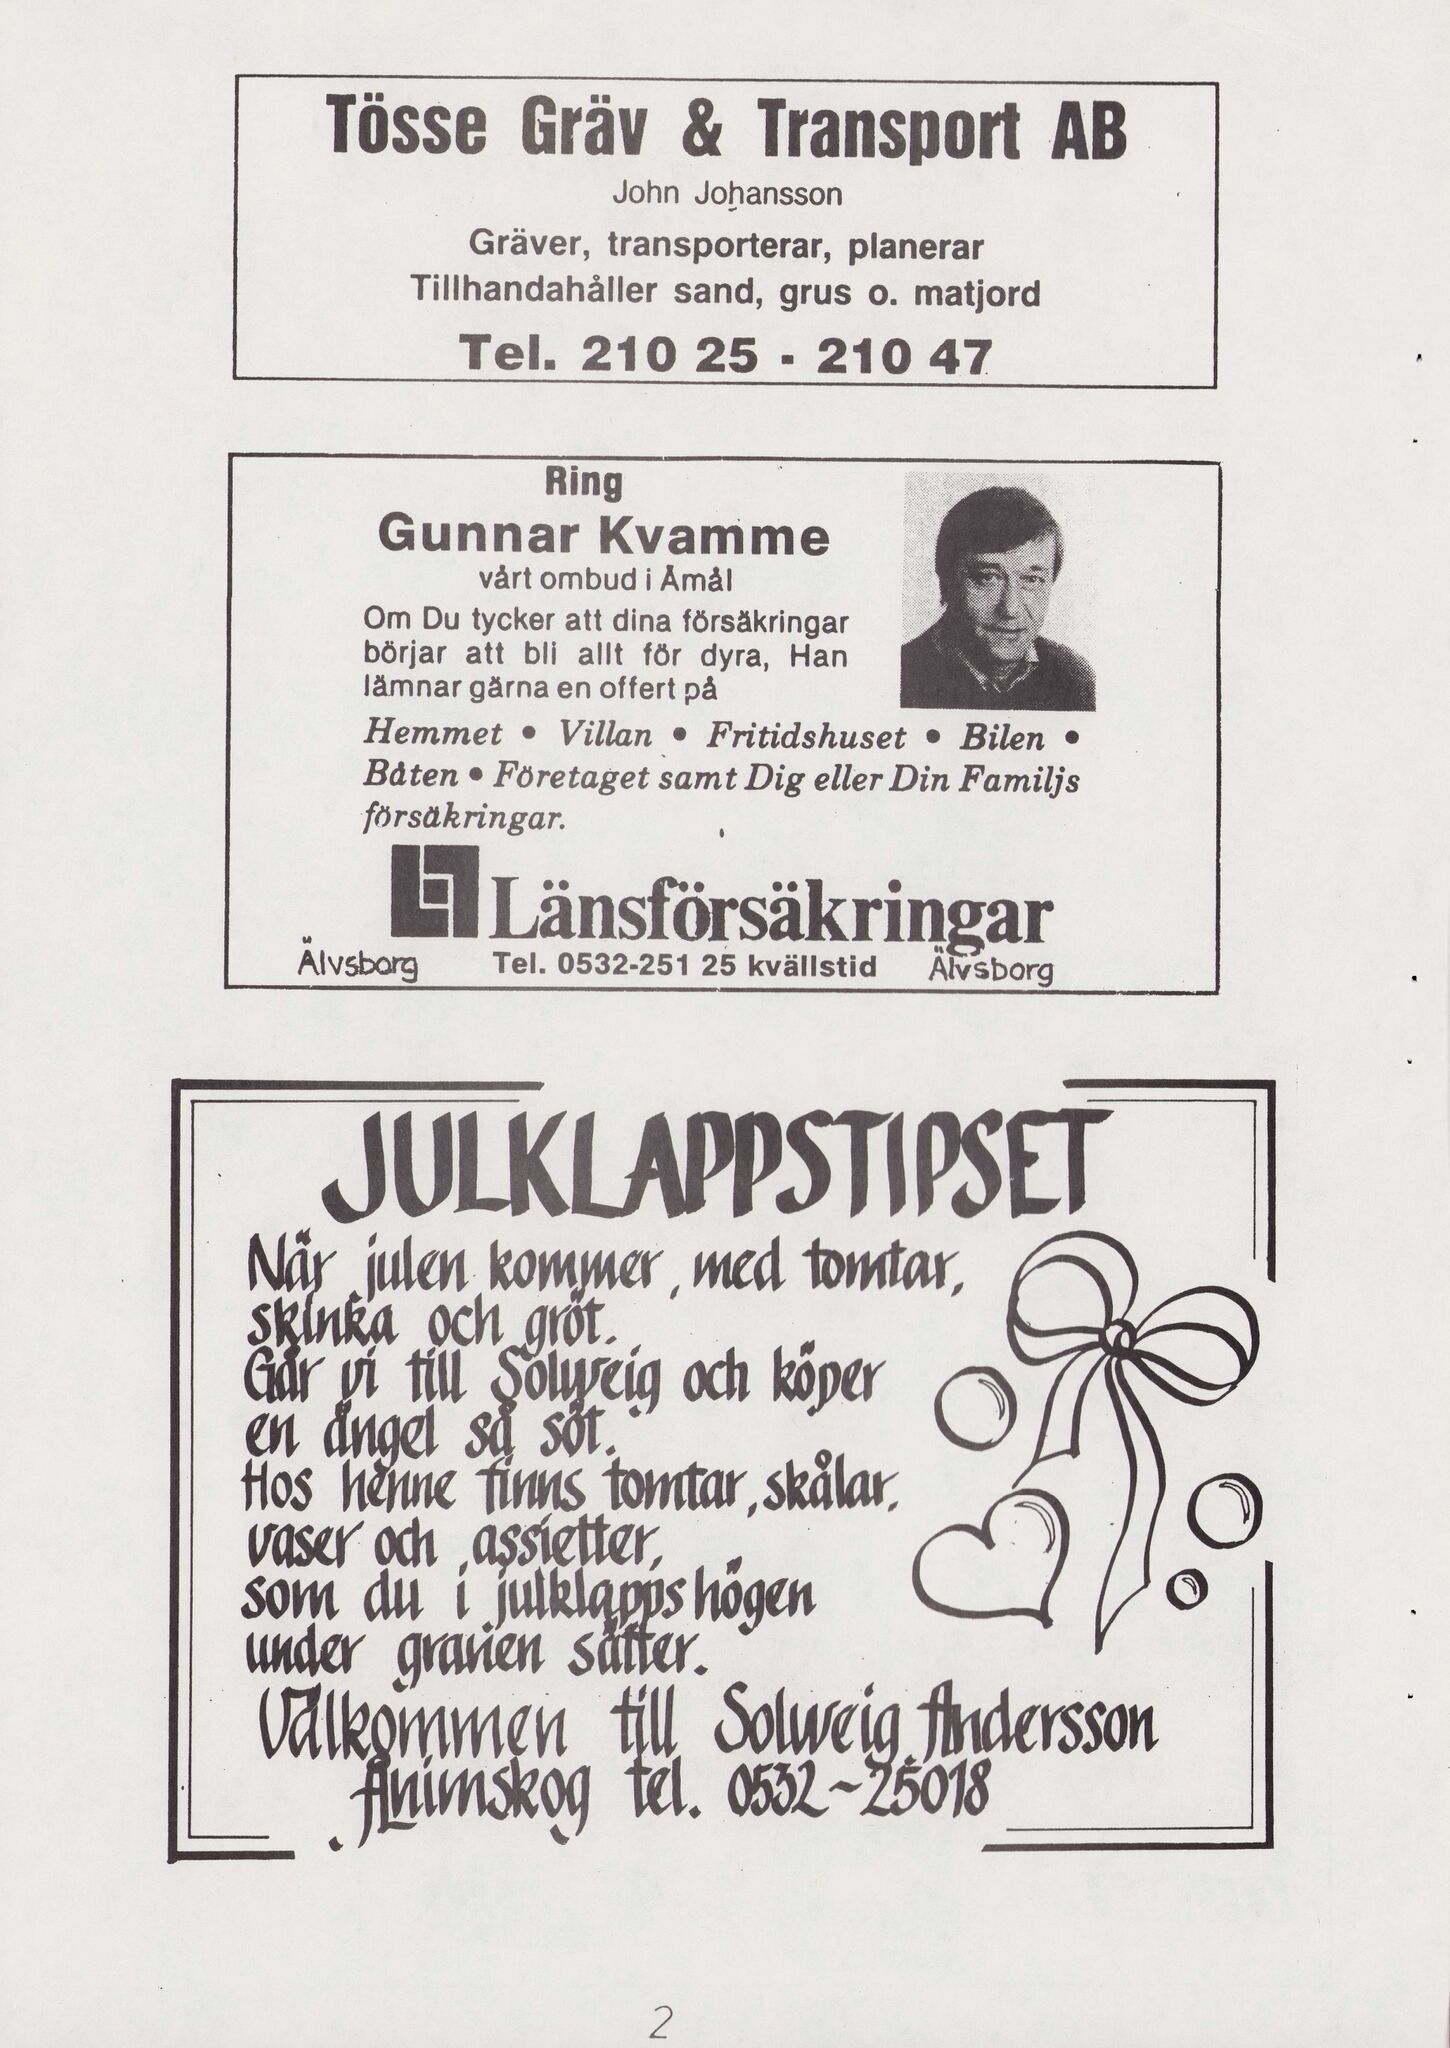 Tösse Gräv & Transport AB
John Johansson
Gräver, transporterar, planerar
Tillhandahåller sand, grus o. matjord
Tel. 210 25 - 210 47
Ring
Gunnar Kvamme
vårt ombud i Åmål
Om Du tycker att dina försäkringar
börjar att bli allt för dyra, Han
lämnar gärna en offert på
Hemmet • Villan • Fritidshuset • Bilen •
Båten • Företaget samt Dig eller Din Familjs
försäkringar.
Länsförsäkringar
Älvsborg Tel. 0532-251 25 kvällstid Älvsborg
JULKLAPPSTIPSET
När julen kommer, med tomtar,
skinka och gröt.
Går vi till Solweig och köper
en ängel så söt.
Hos henne finns tomtar, skålar,
vaser och assietter,
som du i julklappshögen
under granen sätter.
Välkommen till Solweig Andersson
Ånimskog tel. 0532~25018
2